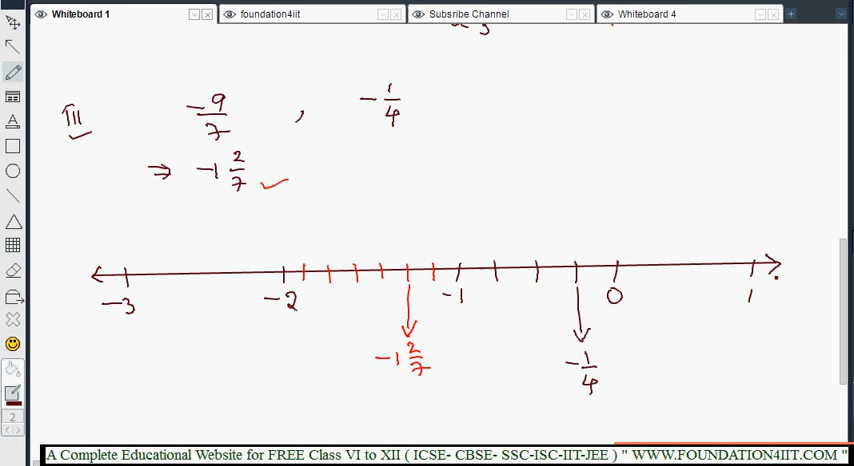 Whiteboard 1 foundation4iit Subsribe Channel Whiteboard 4
III -9/7 , -1/4
⇒ -1 2/7 ✓
-3 -2 -1 0 1
-1 2/7
-1/4
2
A Complete Educational Website for FREE Class VI to XII ( ICSE- CBSE- SSC-ISC-IIT-JEE ) " WWW.FOUNDATION4IIT.COM "